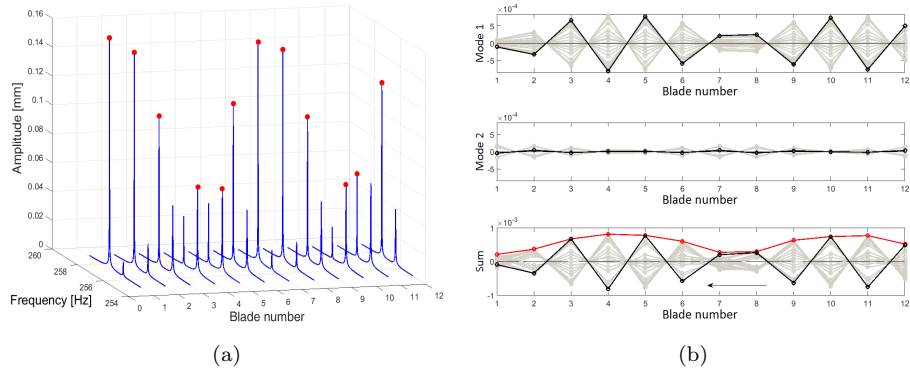 0.16
0.14
0.12
0.1
0.08
0.06
0.04
0.02
0
Amplitude [mm]
260
258
256
254
Frequency [Hz]
0 1 2 3 4 5 6 7 8 9 10 11 12
Blade number
(a)
×10⁻⁴
5
0
-5
Mode 1
1 2 3 4 5 6 7 8 9 10 11 12
Blade number
×10⁻⁴
5
0
-5
Mode 2
1 2 3 4 5 6 7 8 9 10 11 12
Blade number
×10⁻³
1
0
-1
Sum
1 2 3 4 5 6 7 8 9 10 11 12
Blade number
(b)